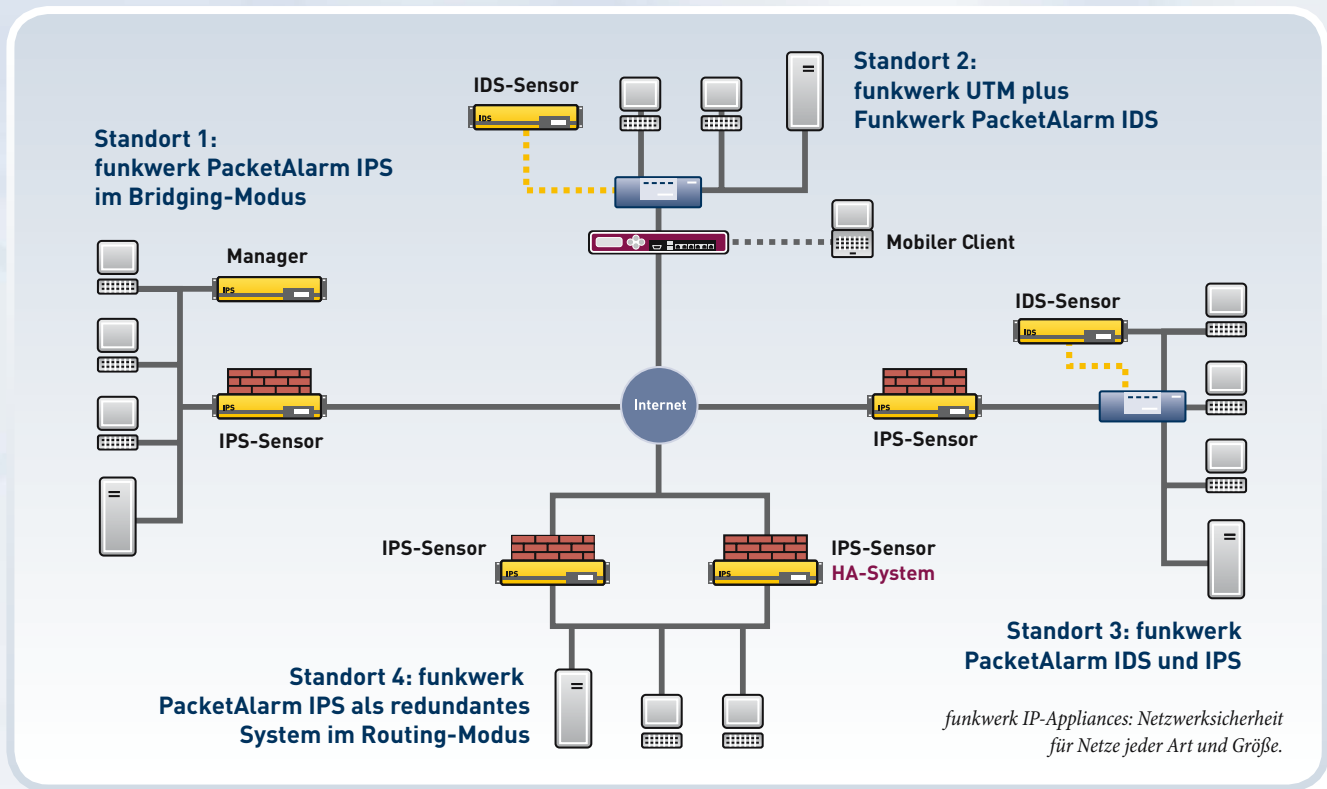 Standort 1:
funkwerk PacketAlarm IPS
im Bridging-Modus
IDS-Sensor
IDS
Standort 2:
funkwerk UTM plus
Funkwerk PacketAlarm IDS
Mobiler Client
Manager
IPS
IPS
IPS-Sensor
Internet
IDS-Sensor
IDS
IPS
IPS-Sensor
IPS-Sensor
IPS
IPS
IPS-Sensor
HA-System
Standort 3: funkwerk
PacketAlarm IDS und IPS
Standort 4: funkwerk
PacketAlarm IPS als redundantes
System im Routing-Modus
funkwerk IP-Appliances: Netzwerksicherheit
für Netze jeder Art und Größe.